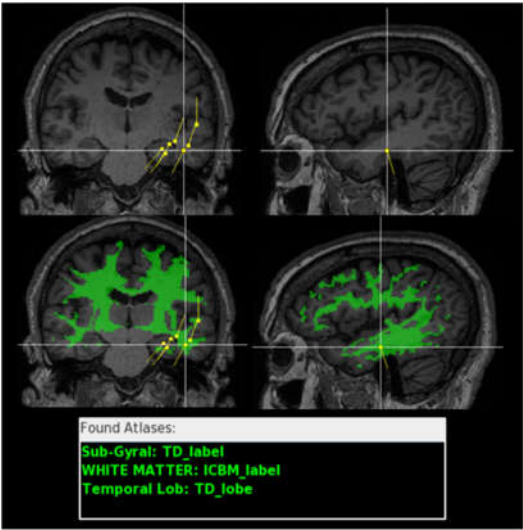 Found Atlases:
Sub-Gyral: TD_label
WHITE MATTER: ICBM_label
Temporal Lob: TD_lobe